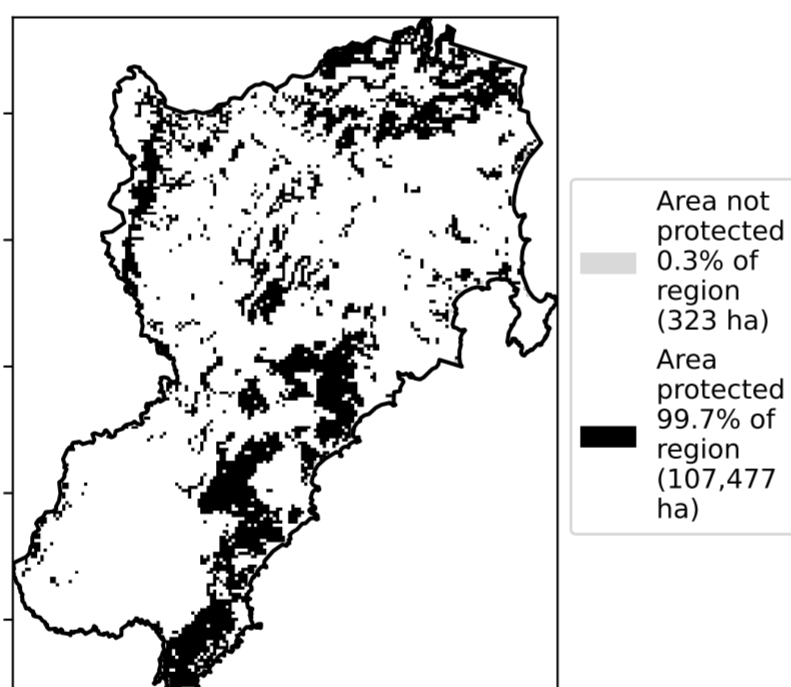 Area not
protected
0.3% of
region
(323 ha)
Area
protected
99.7% of
region
(107,477
ha)